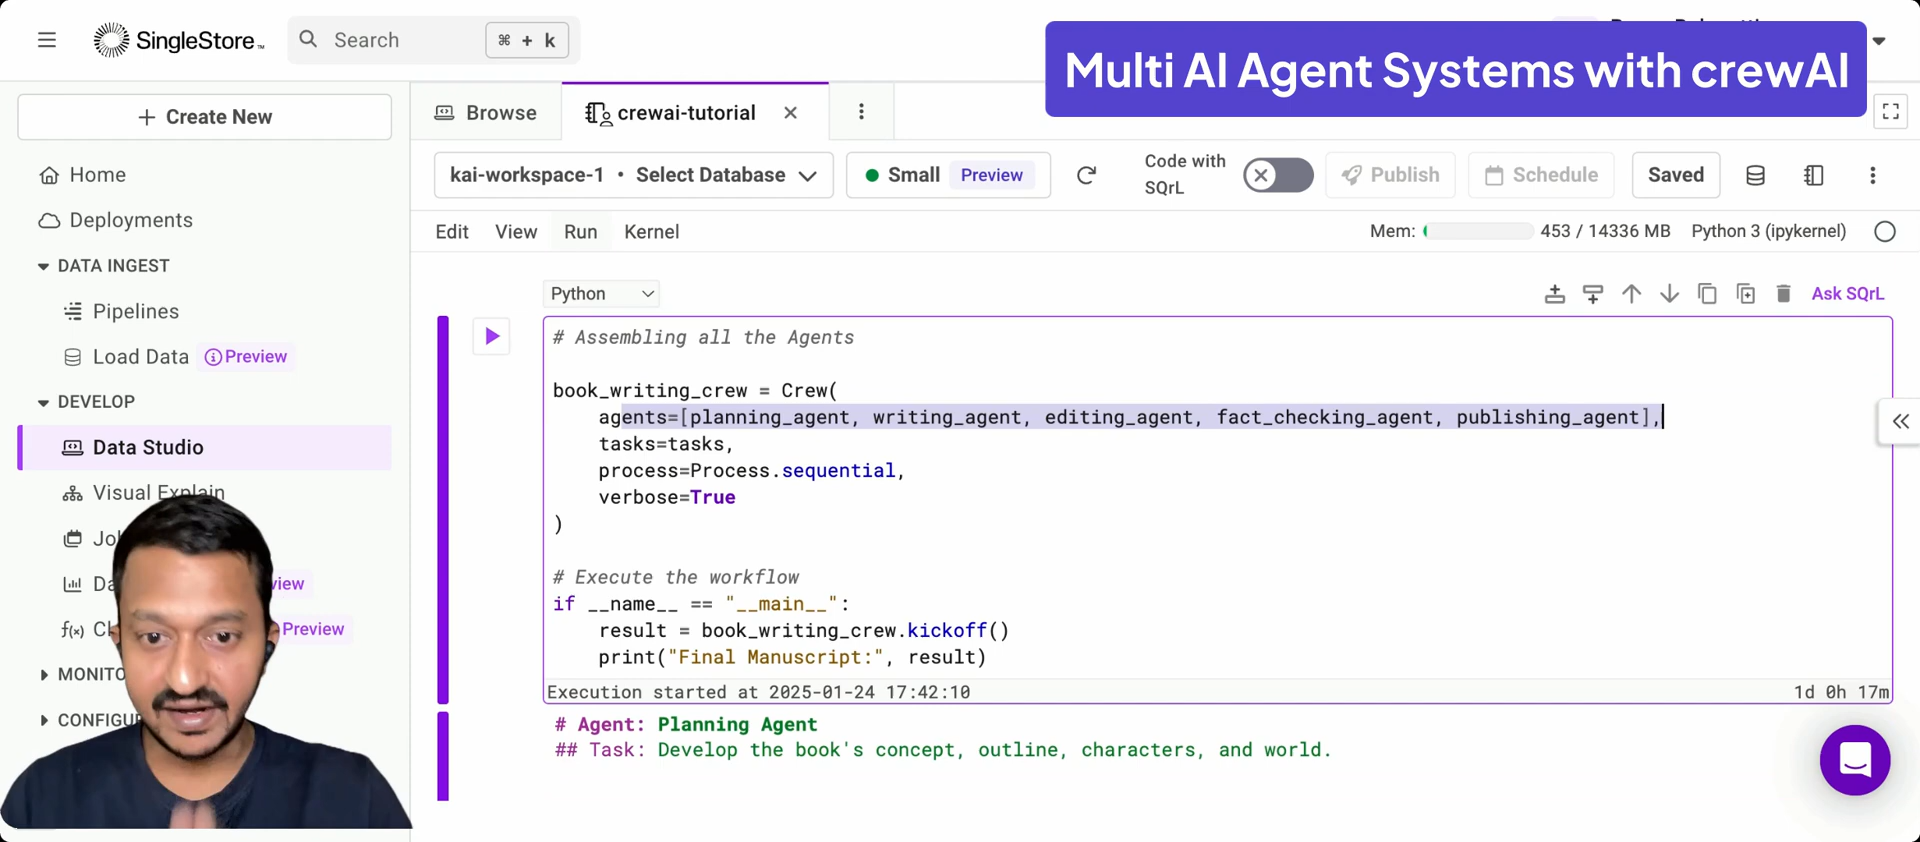 SingleStore™
Search
⌘ + k
Multi AI Agent Systems with crewAI
Create New
Browse
crewai-tutorial
Home
Deployments
DATA INGEST
Pipelines
Load Data
Preview
DEVELOP
Data Studio
Visual Explain
kai-workspace-1 • Select Database
Small
Preview
Code with
SQrL
Publish
Schedule
Saved
Edit
View
Run
Kernel
Mem:
453 / 14336 MB
Python 3 (ipykernel)
Python
Ask SQrL
# Assembling all the Agents
book_writing_crew = Crew(
agents=[planning_agent, writing_agent, editing_agent, fact_checking_agent, publishing_agent],
tasks=tasks,
process=Process.sequential,
verbose=True
)
# Execute the workflow
if __name__ == "__main__":
result = book_writing_crew.kickoff()
print("Final Manuscript:", result)
Execution started at 2025-01-24 17:42:10
1d 0h 17m
# Agent: Planning Agent
## Task: Develop the book's concept, outline, characters, and world.
f(x)
Preview